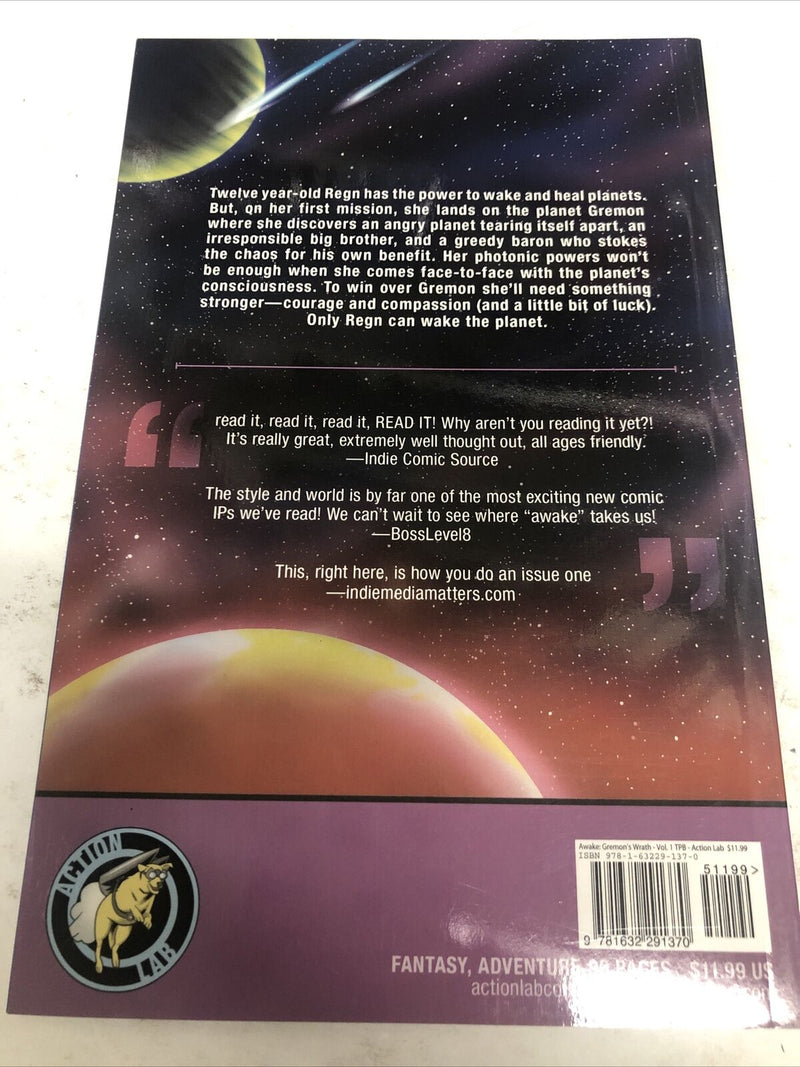 Twelve year-old Regn has the power to wake and heal planets.
But, on her first mission, she lands on the planet Gremon
where she discovers an angry planet tearing itself apart, an
irresponsible big brother, and a greedy baron who stokes
the chaos for his own benefit. Her photonic powers won't
be enough when she comes face-to-face with the planet's
consciousness. To win over Gremon she'll need something
stronger—courage and compassion (and a little bit of luck).
Only Regn can wake the planet.
“
read it, read it, read it, READ IT! Why aren't you reading it yet?!
It's really great, extremely well thought out, all ages friendly.
—Indie Comic Source
The style and world is by far one of the most exciting new comic
IPs we've read! We can't wait to see where “awake” takes us!
—BossLevel8
This, right here, is how you do an issue one
—indiemediamatters.com
”
ACTION
LAB
Awake: Gremon's Wrath - Vol. 1 TPB - Action Lab $11.99
ISBN 978-1-63229-137-0
51199>
9 781632 291370
FANTASY, ADVENTURE PAGES $11.99 US
actionlabco